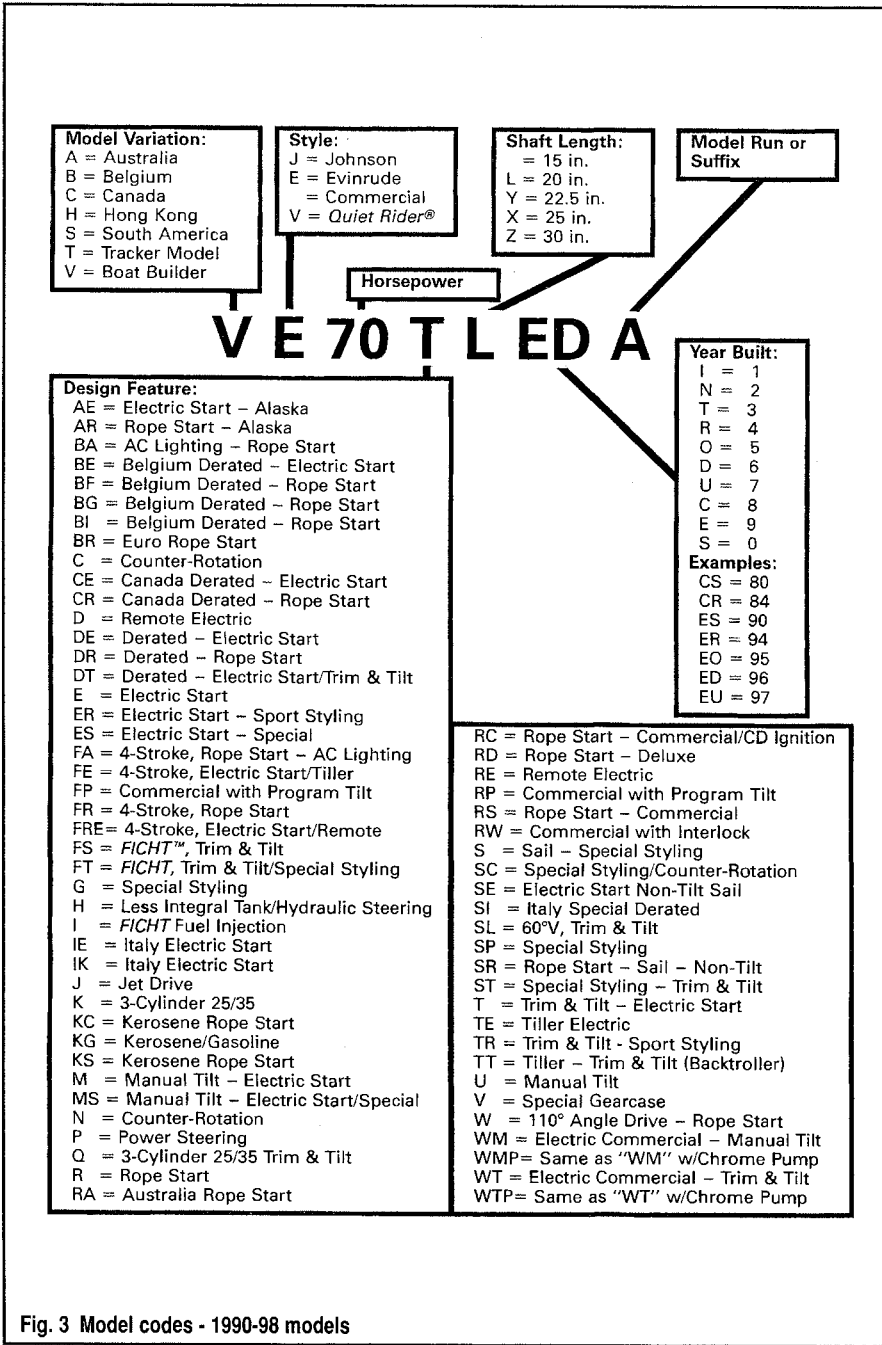 Model Variation:
A = Australia
B = Belgium
C = Canada
H = Hong Kong
S = South America
T = Tracker Model
V = Boat Builder
Style:
J = Johnson
E = Evinrude
= Commercial
V = Quiet Rider®
Shaft Length:
= 15 in.
L = 20 in.
Y = 22.5 in.
X = 25 in.
Z = 30 in.
Model Run or
Suffix
Horsepower
V E 70 T L ED A
Year Built:
I = 1
N = 2
T = 3
R = 4
O = 5
D = 6
U = 7
C = 8
E = 9
S = 0
Examples:
CS = 80
CR = 84
ES = 90
ER = 94
EO = 95
ED = 96
EU = 97
Design Feature:
AE = Electric Start – Alaska
AR = Rope Start – Alaska
BA = AC Lighting – Rope Start
BE = Belgium Derated – Electric Start
BF = Belgium Derated – Rope Start
BG = Belgium Derated – Rope Start
BI = Belgium Derated – Rope Start
BR = Euro Rope Start
C = Counter-Rotation
CE = Canada Derated – Electric Start
CR = Canada Derated – Rope Start
D = Remote Electric
DE = Derated – Electric Start
DR = Derated – Rope Start
DT = Derated – Electric Start/Trim & Tilt
E = Electric Start
ER = Electric Start – Sport Styling
ES = Electric Start – Special
FA = 4-Stroke, Rope Start – AC Lighting
FE = 4-Stroke, Electric Start/Tiller
FP = Commercial with Program Tilt
FR = 4-Stroke, Rope Start
FRE= 4-Stroke, Electric Start/Remote
FS = FICHT™, Trim & Tilt
FT = FICHT, Trim & Tilt/Special Styling
G = Special Styling
H = Less Integral Tank/Hydraulic Steering
I = FICHT Fuel Injection
IE = Italy Electric Start
IK = Italy Electric Start
J = Jet Drive
K = 3-Cylinder 25/35
KC = Kerosene Rope Start
KG = Kerosene/Gasoline
KS = Kerosene Rope Start
M = Manual Tilt – Electric Start
MS = Manual Tilt – Electric Start/Special
N = Counter-Rotation
P = Power Steering
Q = 3-Cylinder 25/35 Trim & Tilt
R = Rope Start
RA = Australia Rope Start
RC = Rope Start – Commercial/CD Ignition
RD = Rope Start – Deluxe
RE = Remote Electric
RP = Commercial with Program Tilt
RS = Rope Start – Commercial
RW = Commercial with Interlock
S = Sail – Special Styling
SC = Special Styling/Counter-Rotation
SE = Electric Start Non-Tilt Sail
SI = Italy Special Derated
SL = 60°V, Trim & Tilt
SP = Special Styling
SR = Rope Start – Sail – Non-Tilt
ST = Special Styling – Trim & Tilt
T = Trim & Tilt – Electric Start
TE = Tiller Electric
TR = Trim & Tilt - Sport Styling
TT = Tiller – Trim & Tilt (Backtroller)
U = Manual Tilt
V = Special Gearcase
W = 110° Angle Drive – Rope Start
WM = Electric Commercial – Manual Tilt
WMP= Same as "WM" w/Chrome Pump
WT = Electric Commercial – Trim & Tilt
WTP= Same as "WT" w/Chrome Pump
Fig. 3 Model codes - 1990-98 models